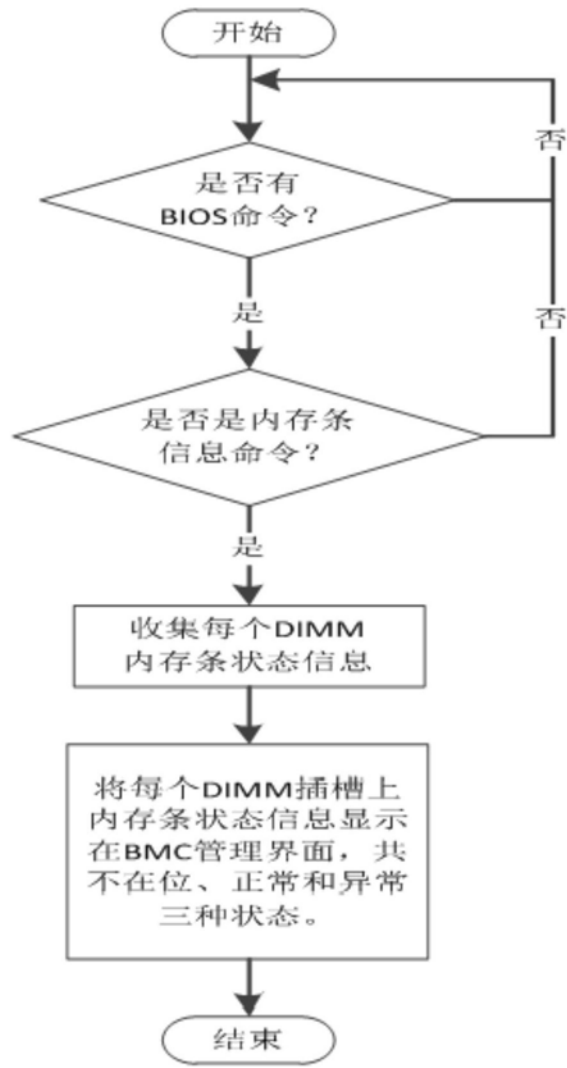 开始
否
是否有
BIOS命令？
是
否
是否是内存条
信息命令？
是
收集每个DIMM
内存条状态信息
将每个DIMM插槽上
内存条状态信息显示
在BMC管理界面，共
不在位、正常和异常
三种状态。
结束